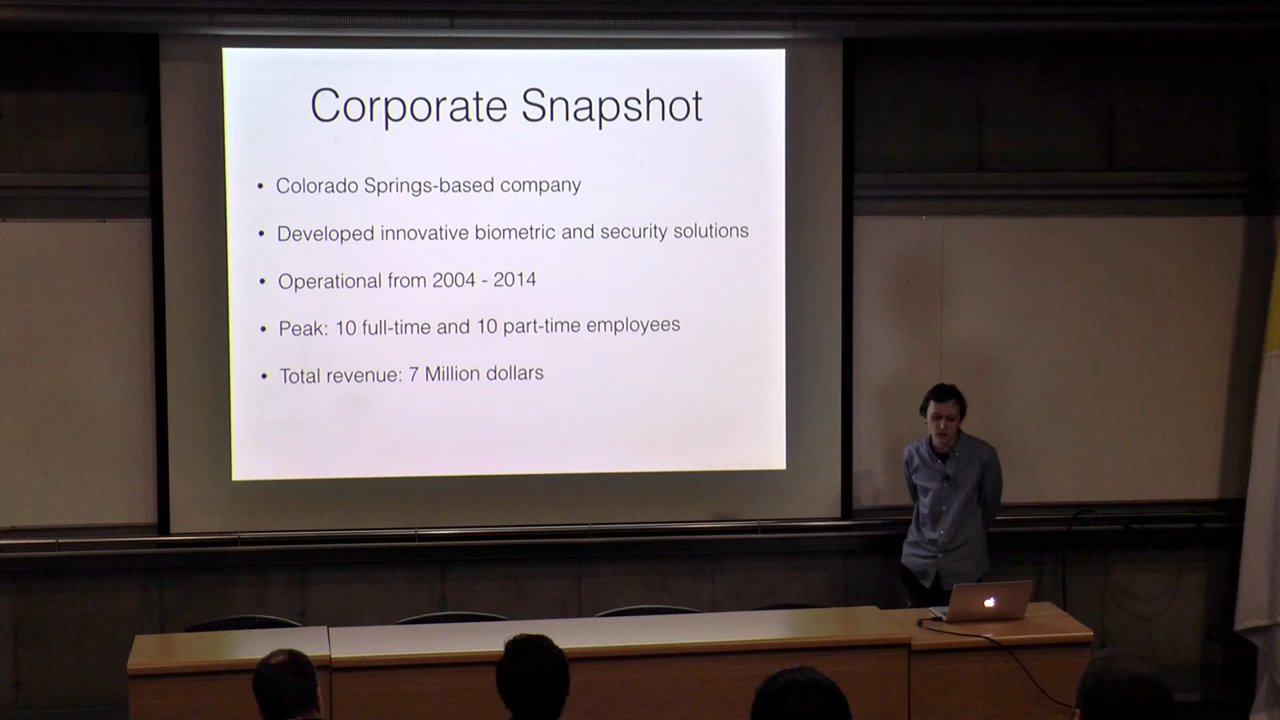 Corporate Snapshot
• Colorado Springs-based company
• Developed innovative biometric and security solutions
• Operational from 2004 - 2014
• Peak: 10 full-time and 10 part-time employees
• Total revenue: 7 Million dollars